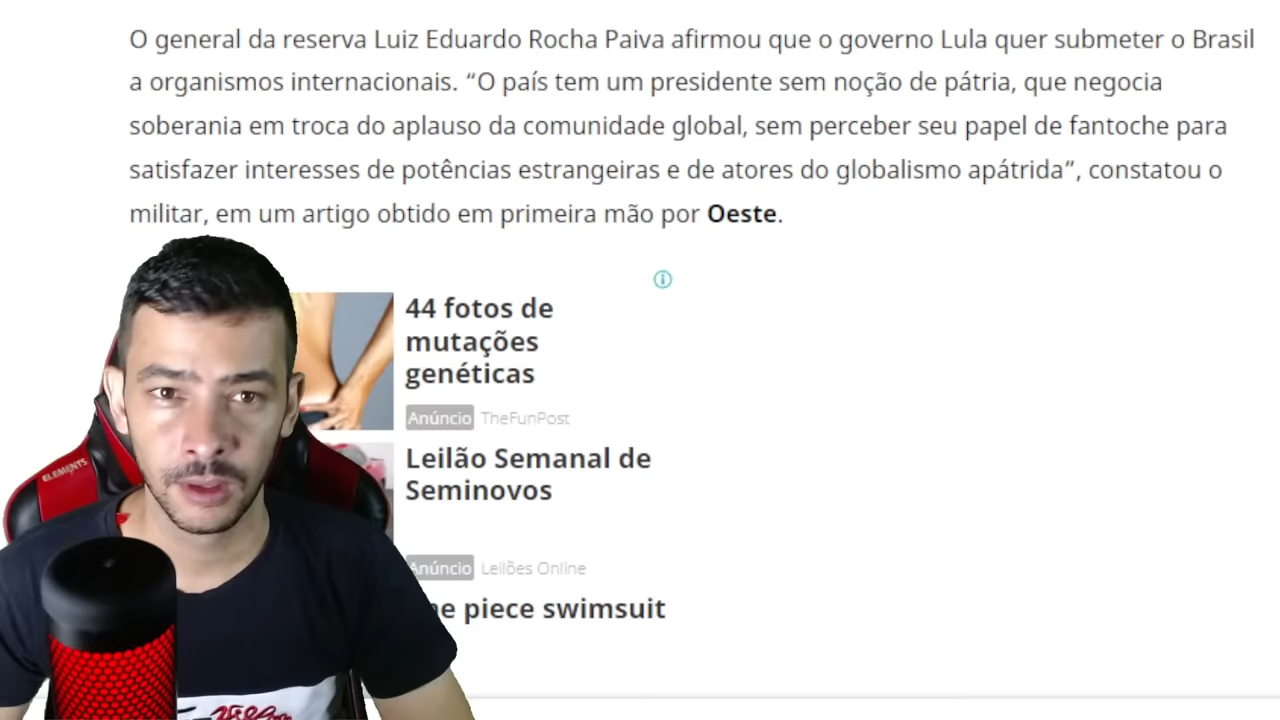 O general da reserva Luiz Eduardo Rocha Paiva afirmou que o governo Lula quer submeter o Brasil
a organismos internacionais. “O país tem um presidente sem noção de pátria, que negocia
soberania em troca do aplauso da comunidade global, sem perceber seu papel de fantoche para
satisfazer interesses de potências estrangeiras e de atores do globalismo apátrida”, constatou o
militar, em um artigo obtido em primeira mão por Oeste.
44 fotos de
mutações
genéticas
Anúncio TheFunPost
Leilão Semanal de
Seminovos
Anúncio Leilões Online
piece swimsuit
ELEMENTS